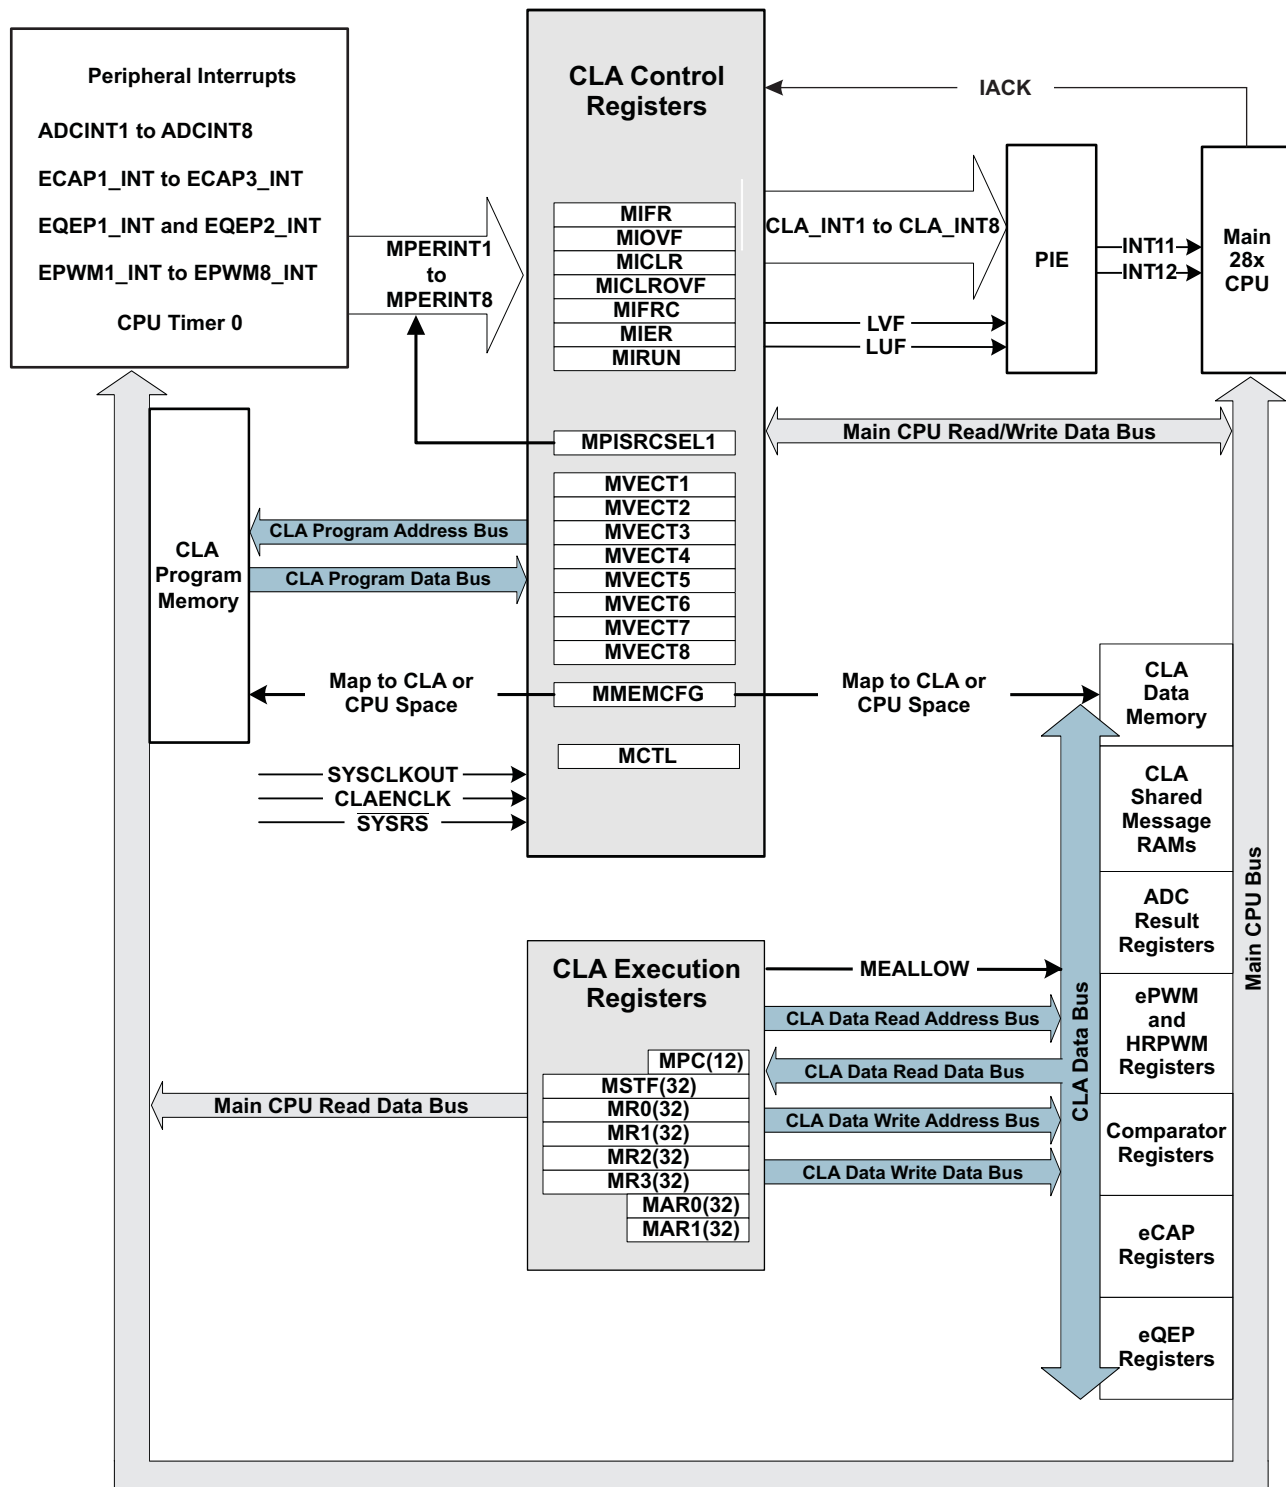 Peripheral Interrupts
ADCINT1 to ADCINT8
ECAP1_INT to ECAP3_INT
EQEP1_INT and EQEP2_INT
EPWM1_INT to EPWM8_INT
CPU Timer 0
MPERINT1
to
MPERINT8
CLA Control
Registers
MIFR
MIOVF
MICLR
MICLROVF
MIFRC
MIER
MIRUN
MPISRCSEL1
MVECT1
MVECT2
MVECT3
MVECT4
MVECT5
MVECT6
MVECT7
MVECT8
MMEMCFG
MCTL
IACK
CLA_INT1 to CLA_INT8
LVF
LUF
PIE
INT11
INT12
Main
28x
CPU
Main CPU Read/Write Data Bus
CLA
Program
Memory
CLA Program Address Bus
CLA Program Data Bus
Map to CLA or
CPU Space
Map to CLA or
CPU Space
SYSCLKOUT
CLAENCLK
SYSRS
CLA
Data
Memory
CLA
Shared
Message
RAMs
ADC
Result
Registers
ePWM
and
HRPWM
Registers
Comparator
Registers
eCAP
Registers
eQEP
Registers
Main CPU Bus
CLA Data Bus
CLA Execution
Registers
MPC(12)
MSTF(32)
MR0(32)
MR1(32)
MR2(32)
MR3(32)
MAR0(32)
MAR1(32)
MEALLOW
CLA Data Read Address Bus
CLA Data Read Data Bus
CLA Data Write Address Bus
CLA Data Write Data Bus
Main CPU Read Data Bus